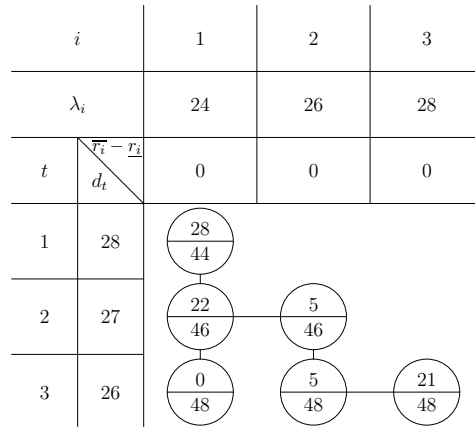 i 1 2 3
λ_i 24 26 28
t \overline{r_i} − \underline{r_i} d_t 0 0 0
1 28 28/44
2 27 22/46 5/46
3 26 0/48 5/48 21/48